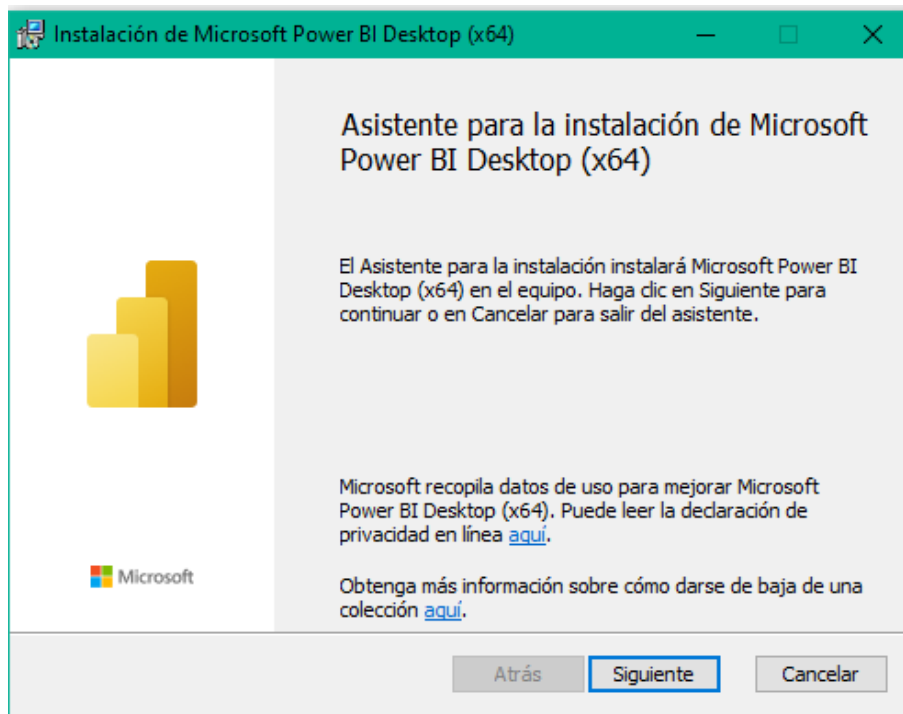 Instalación de Microsoft Power BI Desktop (x64)
Asistente para la instalación de Microsoft
Power BI Desktop (x64)
El Asistente para la instalación instalará Microsoft Power BI
Desktop (x64) en el equipo. Haga clic en Siguiente para
continuar o en Cancelar para salir del asistente.
Microsoft recopila datos de uso para mejorar Microsoft
Power BI Desktop (x64). Puede leer la declaración de
privacidad en línea aquí.
Microsoft
Obtenga más información sobre cómo darse de baja de una
colección aquí.
Atrás
Siguiente
Cancelar